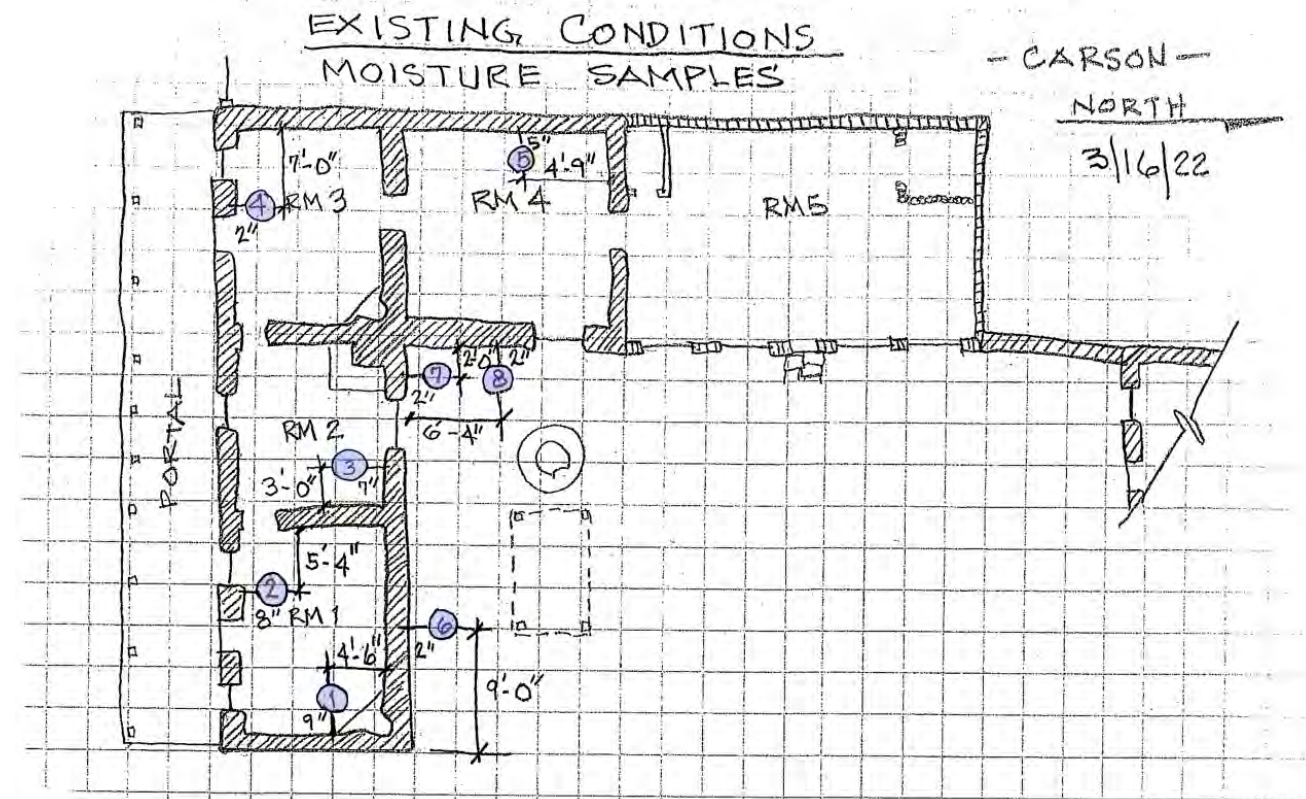 EXISTING CONDITIONS
MOISTURE SAMPLES
- CARSON -
NORTH
3/16/22
7'-0"
5"
5
4'-9"
4
RM 3
RM 4
RM5
2"
2'-0"
2"
7
8
2"
6'-4"
RM 2
3
3'-0"
7"
PORTAL
5'-4"
2
8"
RM 1
6
4'-6"
2"
9'-0"
1
9"